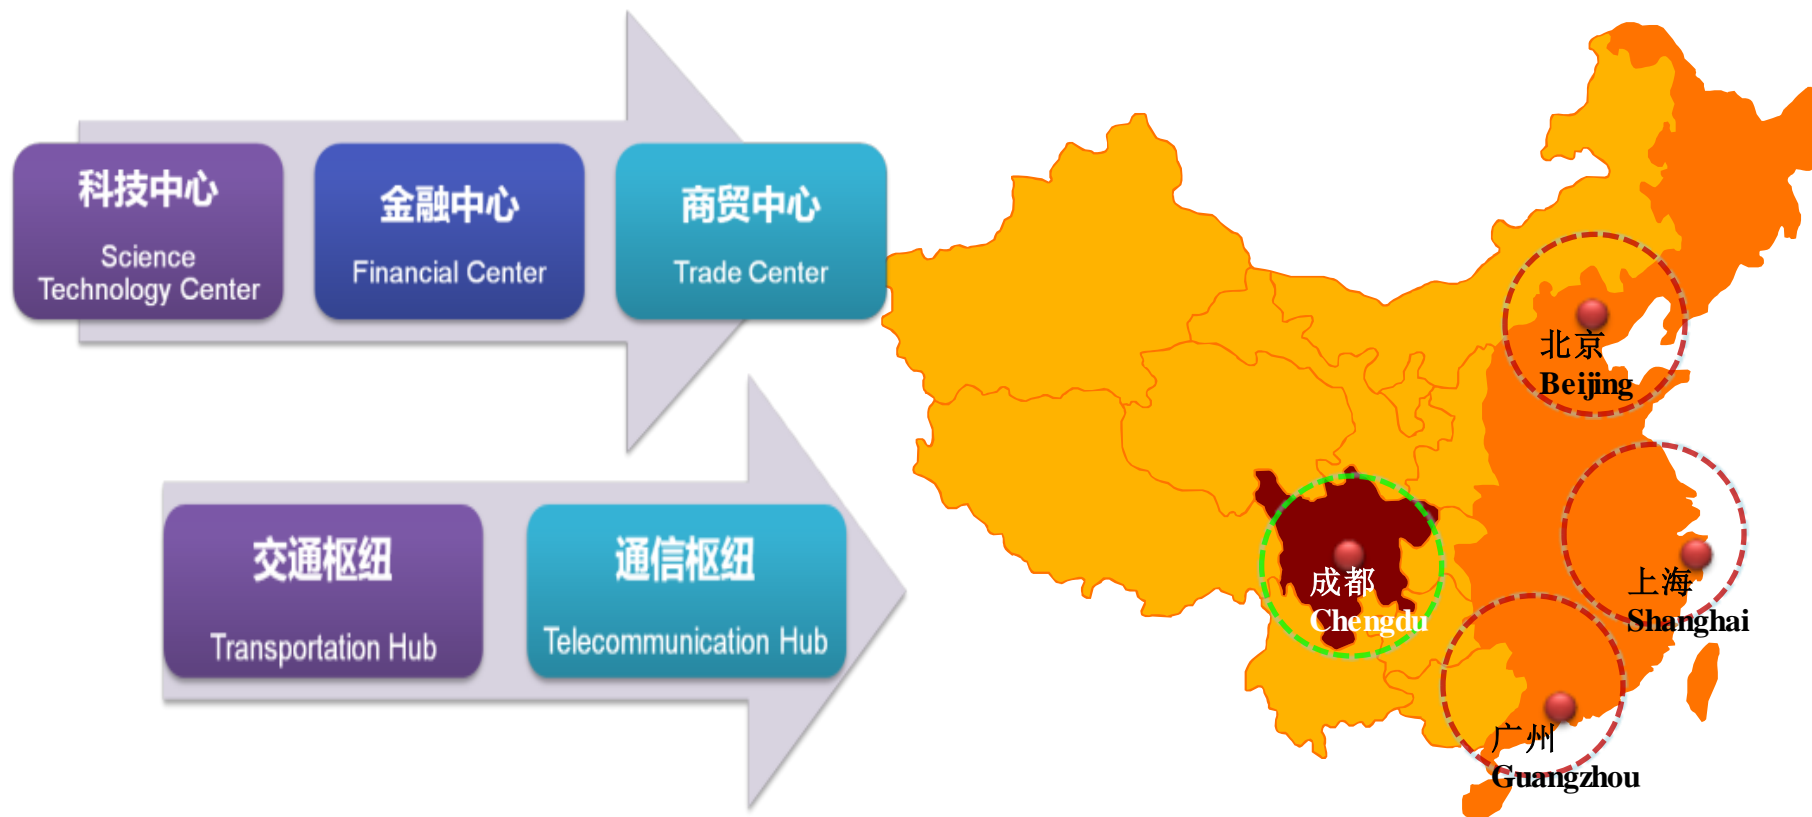 科技中心
Science
Technology Center
金融中心
Financial Center
商贸中心
Trade Center
交通枢纽
Transportation Hub
通信枢纽
Telecommunication Hub
北京
Beijing
成都
Chengdu
上海
Shanghai
广州
Guangzhou